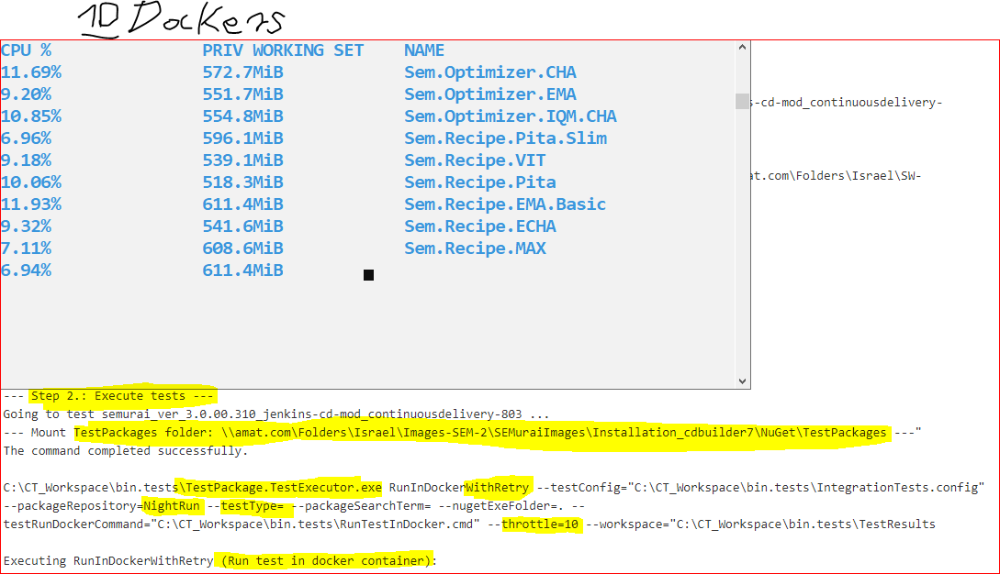 10 Dockers
CPU % PRIV WORKING SET NAME
11.69% 572.7MiB Sem.Optimizer.CHA
9.20% 551.7MiB Sem.Optimizer.EMA
10.85% 554.8MiB Sem.Optimizer.IQM.CHA
6.96% 596.1MiB Sem.Recipe.Pita.Slim
9.18% 539.1MiB Sem.Recipe.VIT
10.06% 518.3MiB Sem.Recipe.Pita
11.93% 611.4MiB Sem.Recipe.EMA.Basic
9.32% 541.6MiB Sem.Recipe.ECHA
7.11% 608.6MiB Sem.Recipe.MAX
6.94% 611.4MiB
s-cd-mod_continuousdelivery-
at.com\Folders\Israel\SW-
--- Step 2.: Execute tests ---
Going to test semurai_ver_3.0.00.310_jenkins-cd-mod_continuousdelivery-803 ...
--- Mount TestPackages folder: \\amat.com\Folders\Israel\Images-SEM-2\SEMuraiImages\Installation_cdbuilder7\NuGet\TestPackages ---"
The command completed successfully.
C:\CT_Workspace\bin.tests\TestPackage.TestExecutor.exe RunInDockerWithRetry --testConfig="C:\CT_Workspace\bin.tests\IntegrationTests.config"
--packageRepository=NightRun --testType= --packageSearchTerm= --nugetExeFolder=. --
testRunDockerCommand="C:\CT_Workspace\bin.tests\RunTestInDocker.cmd" --throttle=10 --workspace="C:\CT_Workspace\bin.tests\TestResults
Executing RunInDockerWithRetry (Run test in docker container):